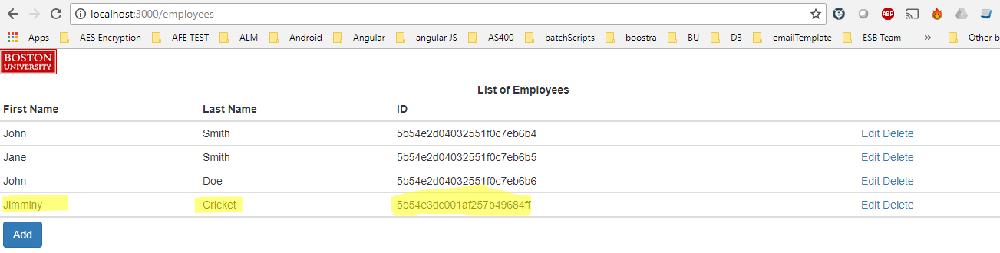 localhost:3000/employees ABP
Apps AES Encryption AFE TEST ALM Android Angular angular JS AS400 batchScripts boostra BU D3 emailTemplate ESB Team » Other b
BOSTON
UNIVERSITY
List of Employees
First Name Last Name ID
John Smith 5b54e2d04032551f0c7eb6b4 Edit Delete
Jane Smith 5b54e2d04032551f0c7eb6b5 Edit Delete
John Doe 5b54e2d04032551f0c7eb6b6 Edit Delete
Jimminy Cricket 5b54e3dc001af257b49684ff Edit Delete
Add